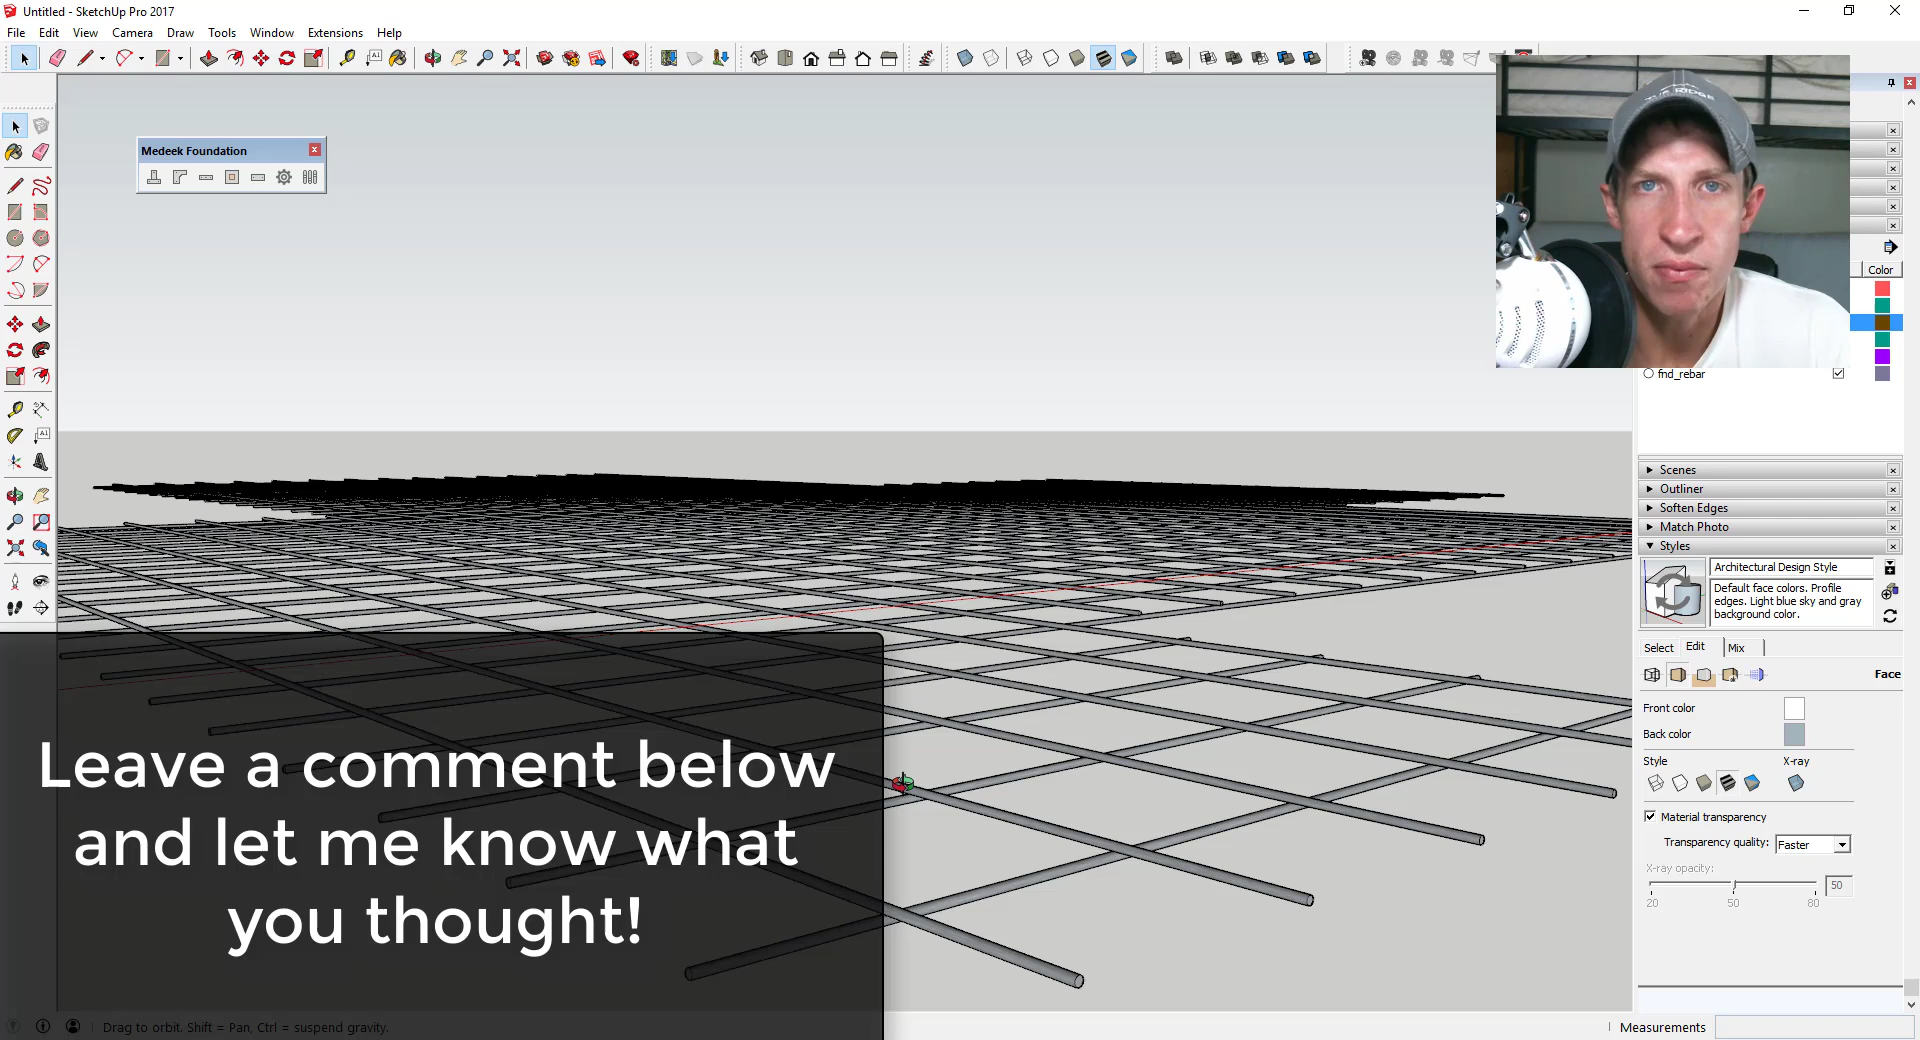 Untitled - SketchUp Pro 2017
File Edit View Camera Draw Tools Window Extensions Help
Medeek Foundation
Color
fnd_rebar
Scenes
Outliner
Soften Edges
Match Photo
Styles
Architectural Design Style
Default face colors. Profile
edges. Light blue sky and gray
background color.
Select Edit Mix
Face
Front color
Back color
Style X-ray
Material transparency
Transparency quality: Faster
X-ray opacity:
50
20 50 80
Leave a comment below
and let me know what
you thought!
Drag to orbit. Shift = Pan, Ctrl = suspend gravity.
Measurements